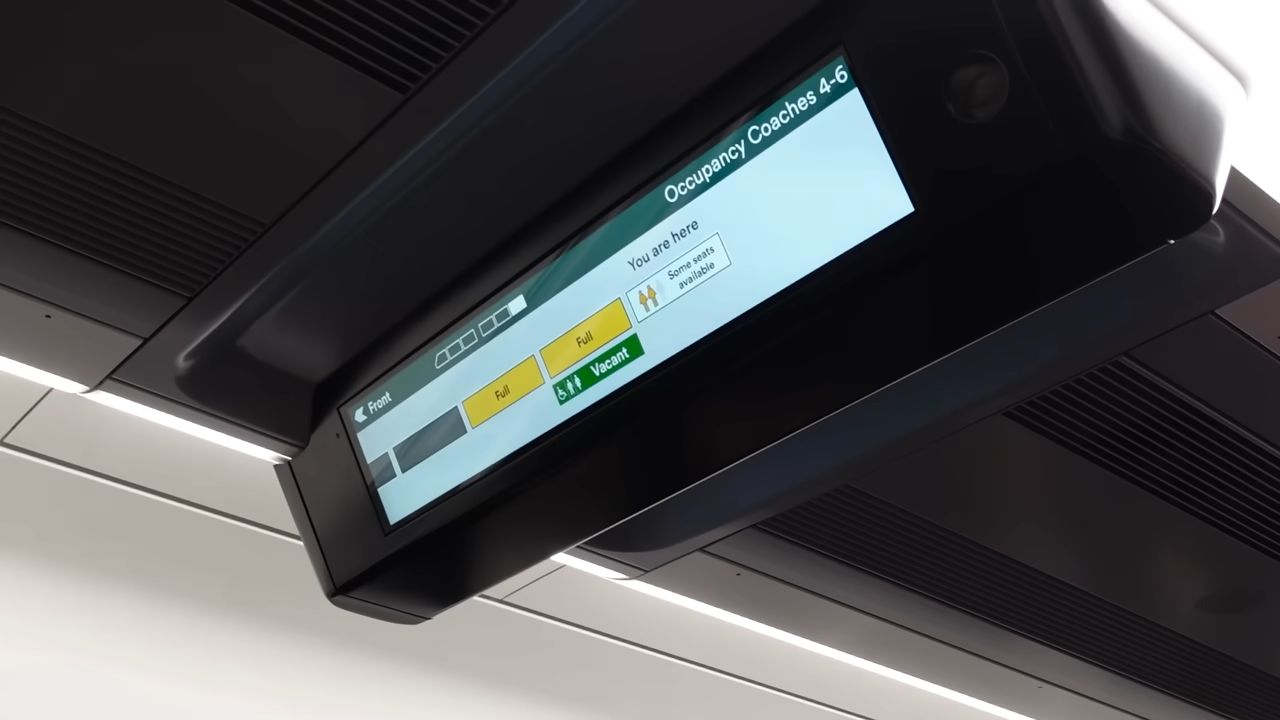 Occupancy Coaches 4-6
Front
You are here
Full
Full
Some seats
available
Vacant